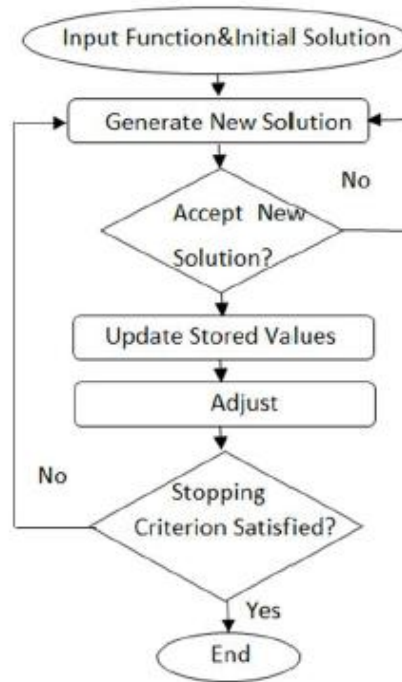 Input Function&Initial Solution
Generate New Solution
No
Accept New
Solution?
Update Stored Values
Adjust
No
Stopping
Criterion Satisfied?
Yes
End